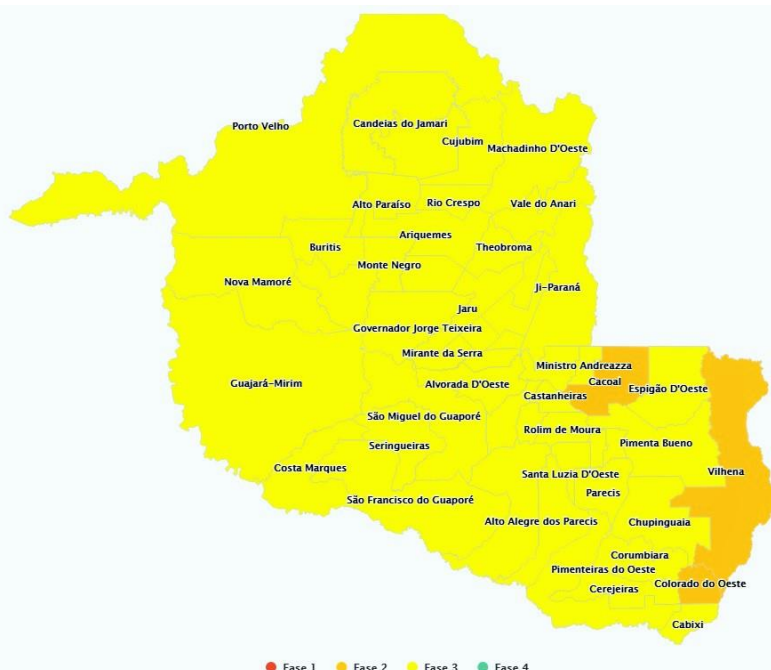 Porto Velho
Candeias do Jamari
Cujubim
Machadinho D'Oeste
Alto Paraíso
Rio Crespo
Vale do Anari
Ariquemes
Buritis
Theobroma
Monte Negro
Nova Mamoré
Ji-Paraná
Jaru
Governador Jorge Teixeira
Mirante da Serra
Ministro Andreazza
Guajará-Mirim
Alvorada D'Oeste
Cacoal
Espigão D'Oeste
Castanheiras
São Miguel do Guaporé
Rolim de Moura
Seringueiras
Pimenta Bueno
Costa Marques
Santa Luzia D'Oeste
Vilhena
Parecis
São Francisco do Guaporé
Alto Alegre dos Parecis
Chupinguaia
Corumbiara
Pimenteiras do Oeste
Colorado do Oeste
Cerejeiras
Cabixi
Fase 1 Fase 2 Fase 3 Fase 4